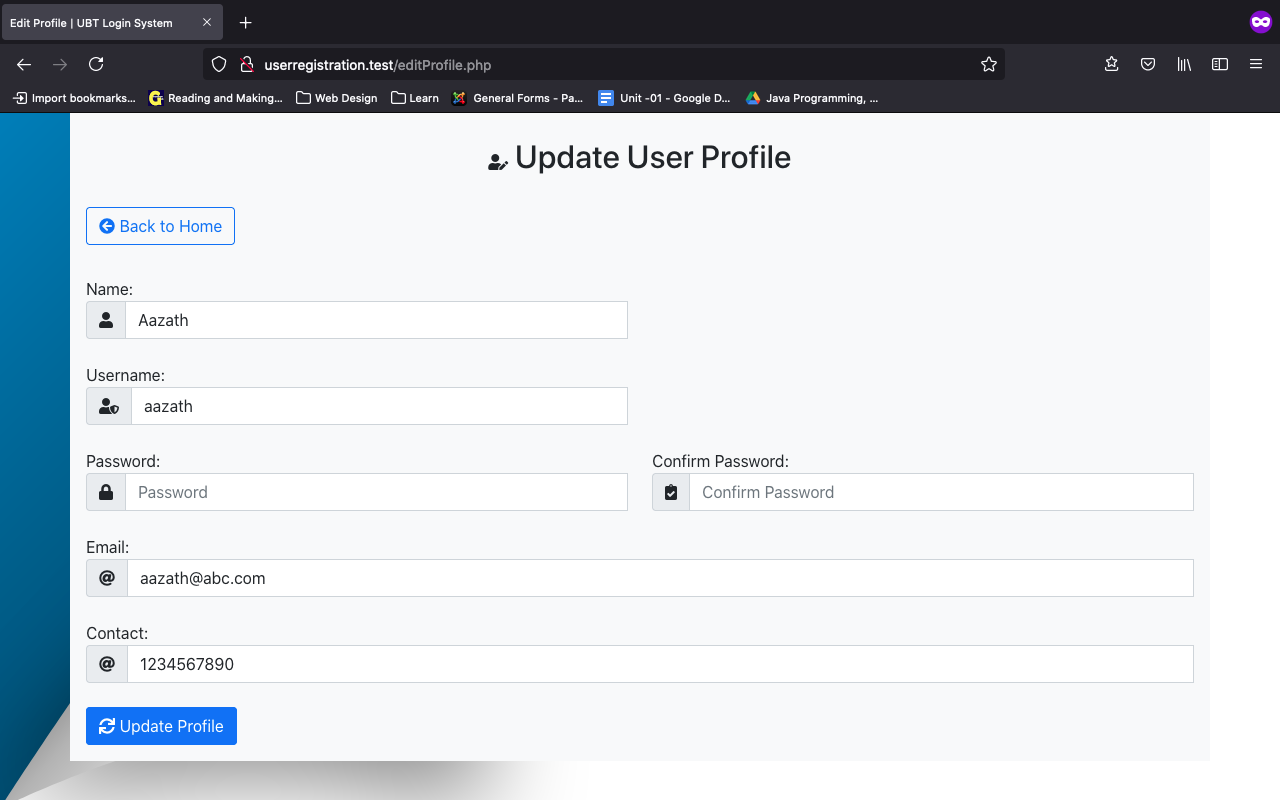 Edit Profile | UBT Login System
userregistration.test/editProfile.php
Import bookmarks... Reading and Making... Web Design Learn General Forms - Pa... Unit -01 - Google D... Java Programming, ...
Update User Profile
Back to Home
Name:
Aazath
Username:
aazath
Password: Confirm Password:
Password Confirm Password
Email:
@ aazath@abc.com
Contact:
@ 1234567890
Update Profile